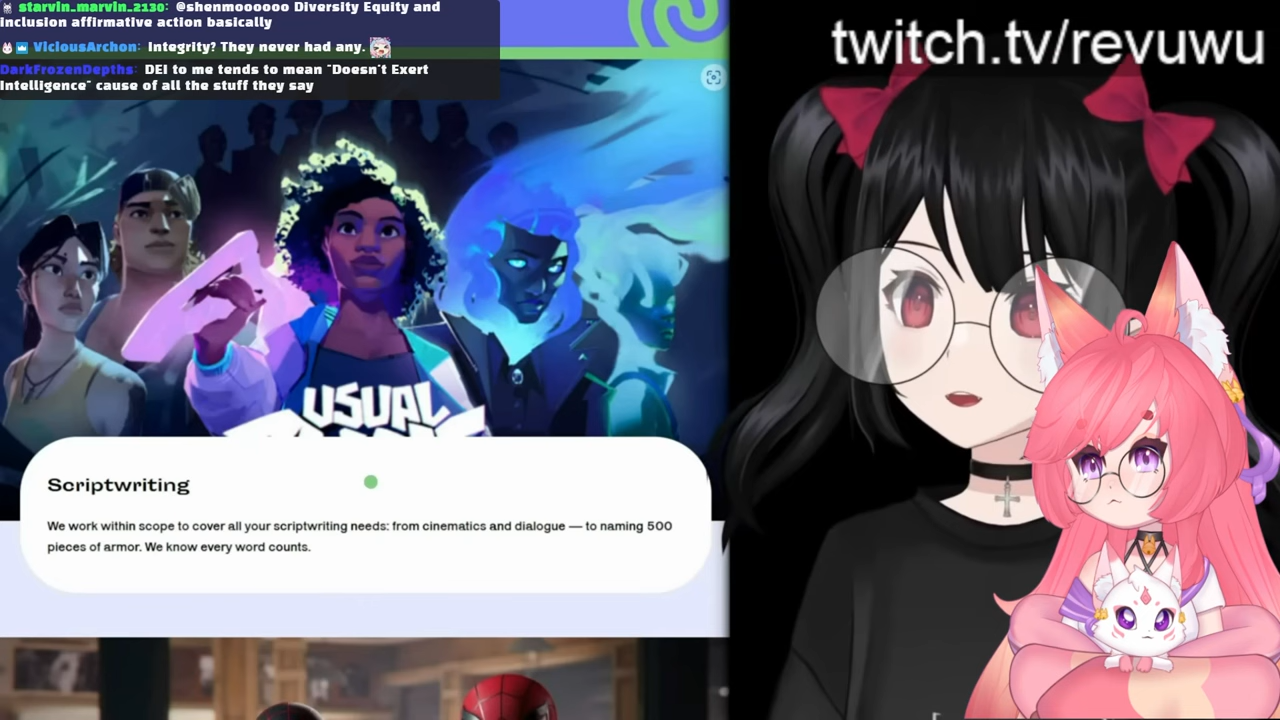 starvin_marvin_2130: @shenmoooooo Diversity Equity and
inclusion affirmative action basically
ViciousArchon: Integrity? They never had any.
DarkFrozenDepths: DEI to me tends to mean "Doesn't Exert
Intelligence" cause of all the stuff they say
twitch.tv/revuwu
USUAL
Scriptwriting
We work within scope to cover all your scriptwriting needs: from cinematics and dialogue — to naming 500
pieces of armor. We know every word counts.